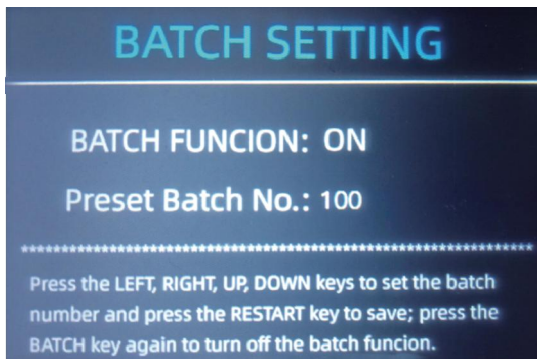 BATCH SETTING
BATCH FUNCION: ON
Preset Batch No.: 100
************************************************************************
Press the LEFT, RIGHT, UP, DOWN keys to set the batch
number and press the RESTART key to save; press the
BATCH key again to turn off the batch funcion.